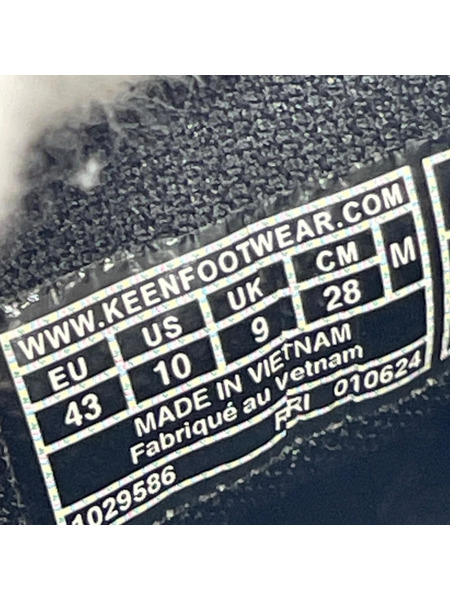 WWW.KEENFOOTWEAR.COM
EU US UK CM M
43 10 9 28
MADE IN VIETNAM
Fabriqué au Vetnam
1029586 FRI 010624